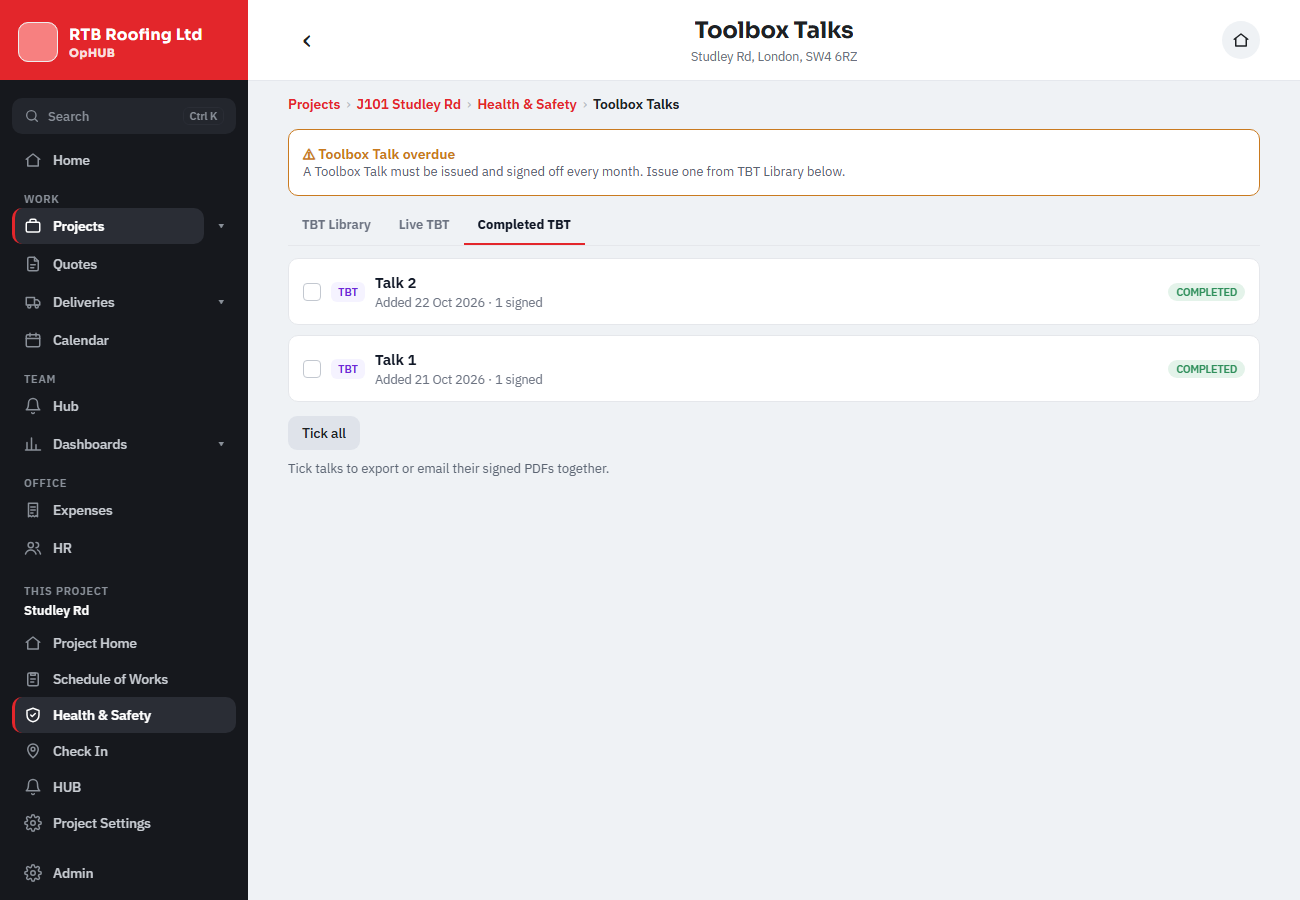 RTB Roofing Ltd
OpHUB
Search Ctrl K
Home
WORK
Projects
Quotes
Deliveries
Calendar
TEAM
Hub
Dashboards
OFFICE
Expenses
HR
THIS PROJECT
Studley Rd
Project Home
Schedule of Works
Health & Safety
Check In
HUB
Project Settings
Admin
Toolbox Talks
Studley Rd, London, SW4 6RZ
Projects › J101 Studley Rd › Health & Safety › Toolbox Talks
⚠ Toolbox Talk overdue
A Toolbox Talk must be issued and signed off every month. Issue one from TBT Library below.
TBT Library Live TBT Completed TBT
TBT Talk 2 COMPLETED
Added 22 Oct 2026 · 1 signed
TBT Talk 1 COMPLETED
Added 21 Oct 2026 · 1 signed
Tick all
Tick talks to export or email their signed PDFs together.